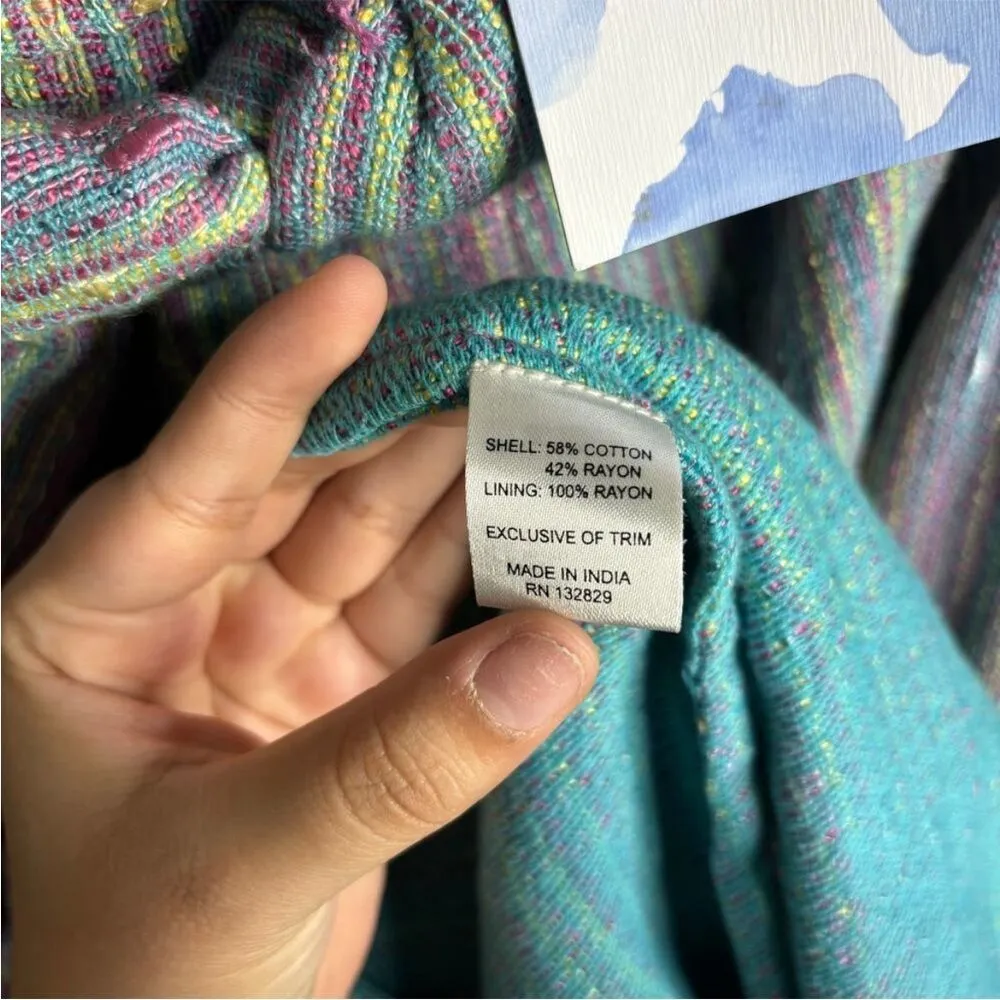 SHELL: 58% COTTON
42% RAYON
LINING: 100% RAYON
EXCLUSIVE OF TRIM
MADE IN INDIA
RN 132829